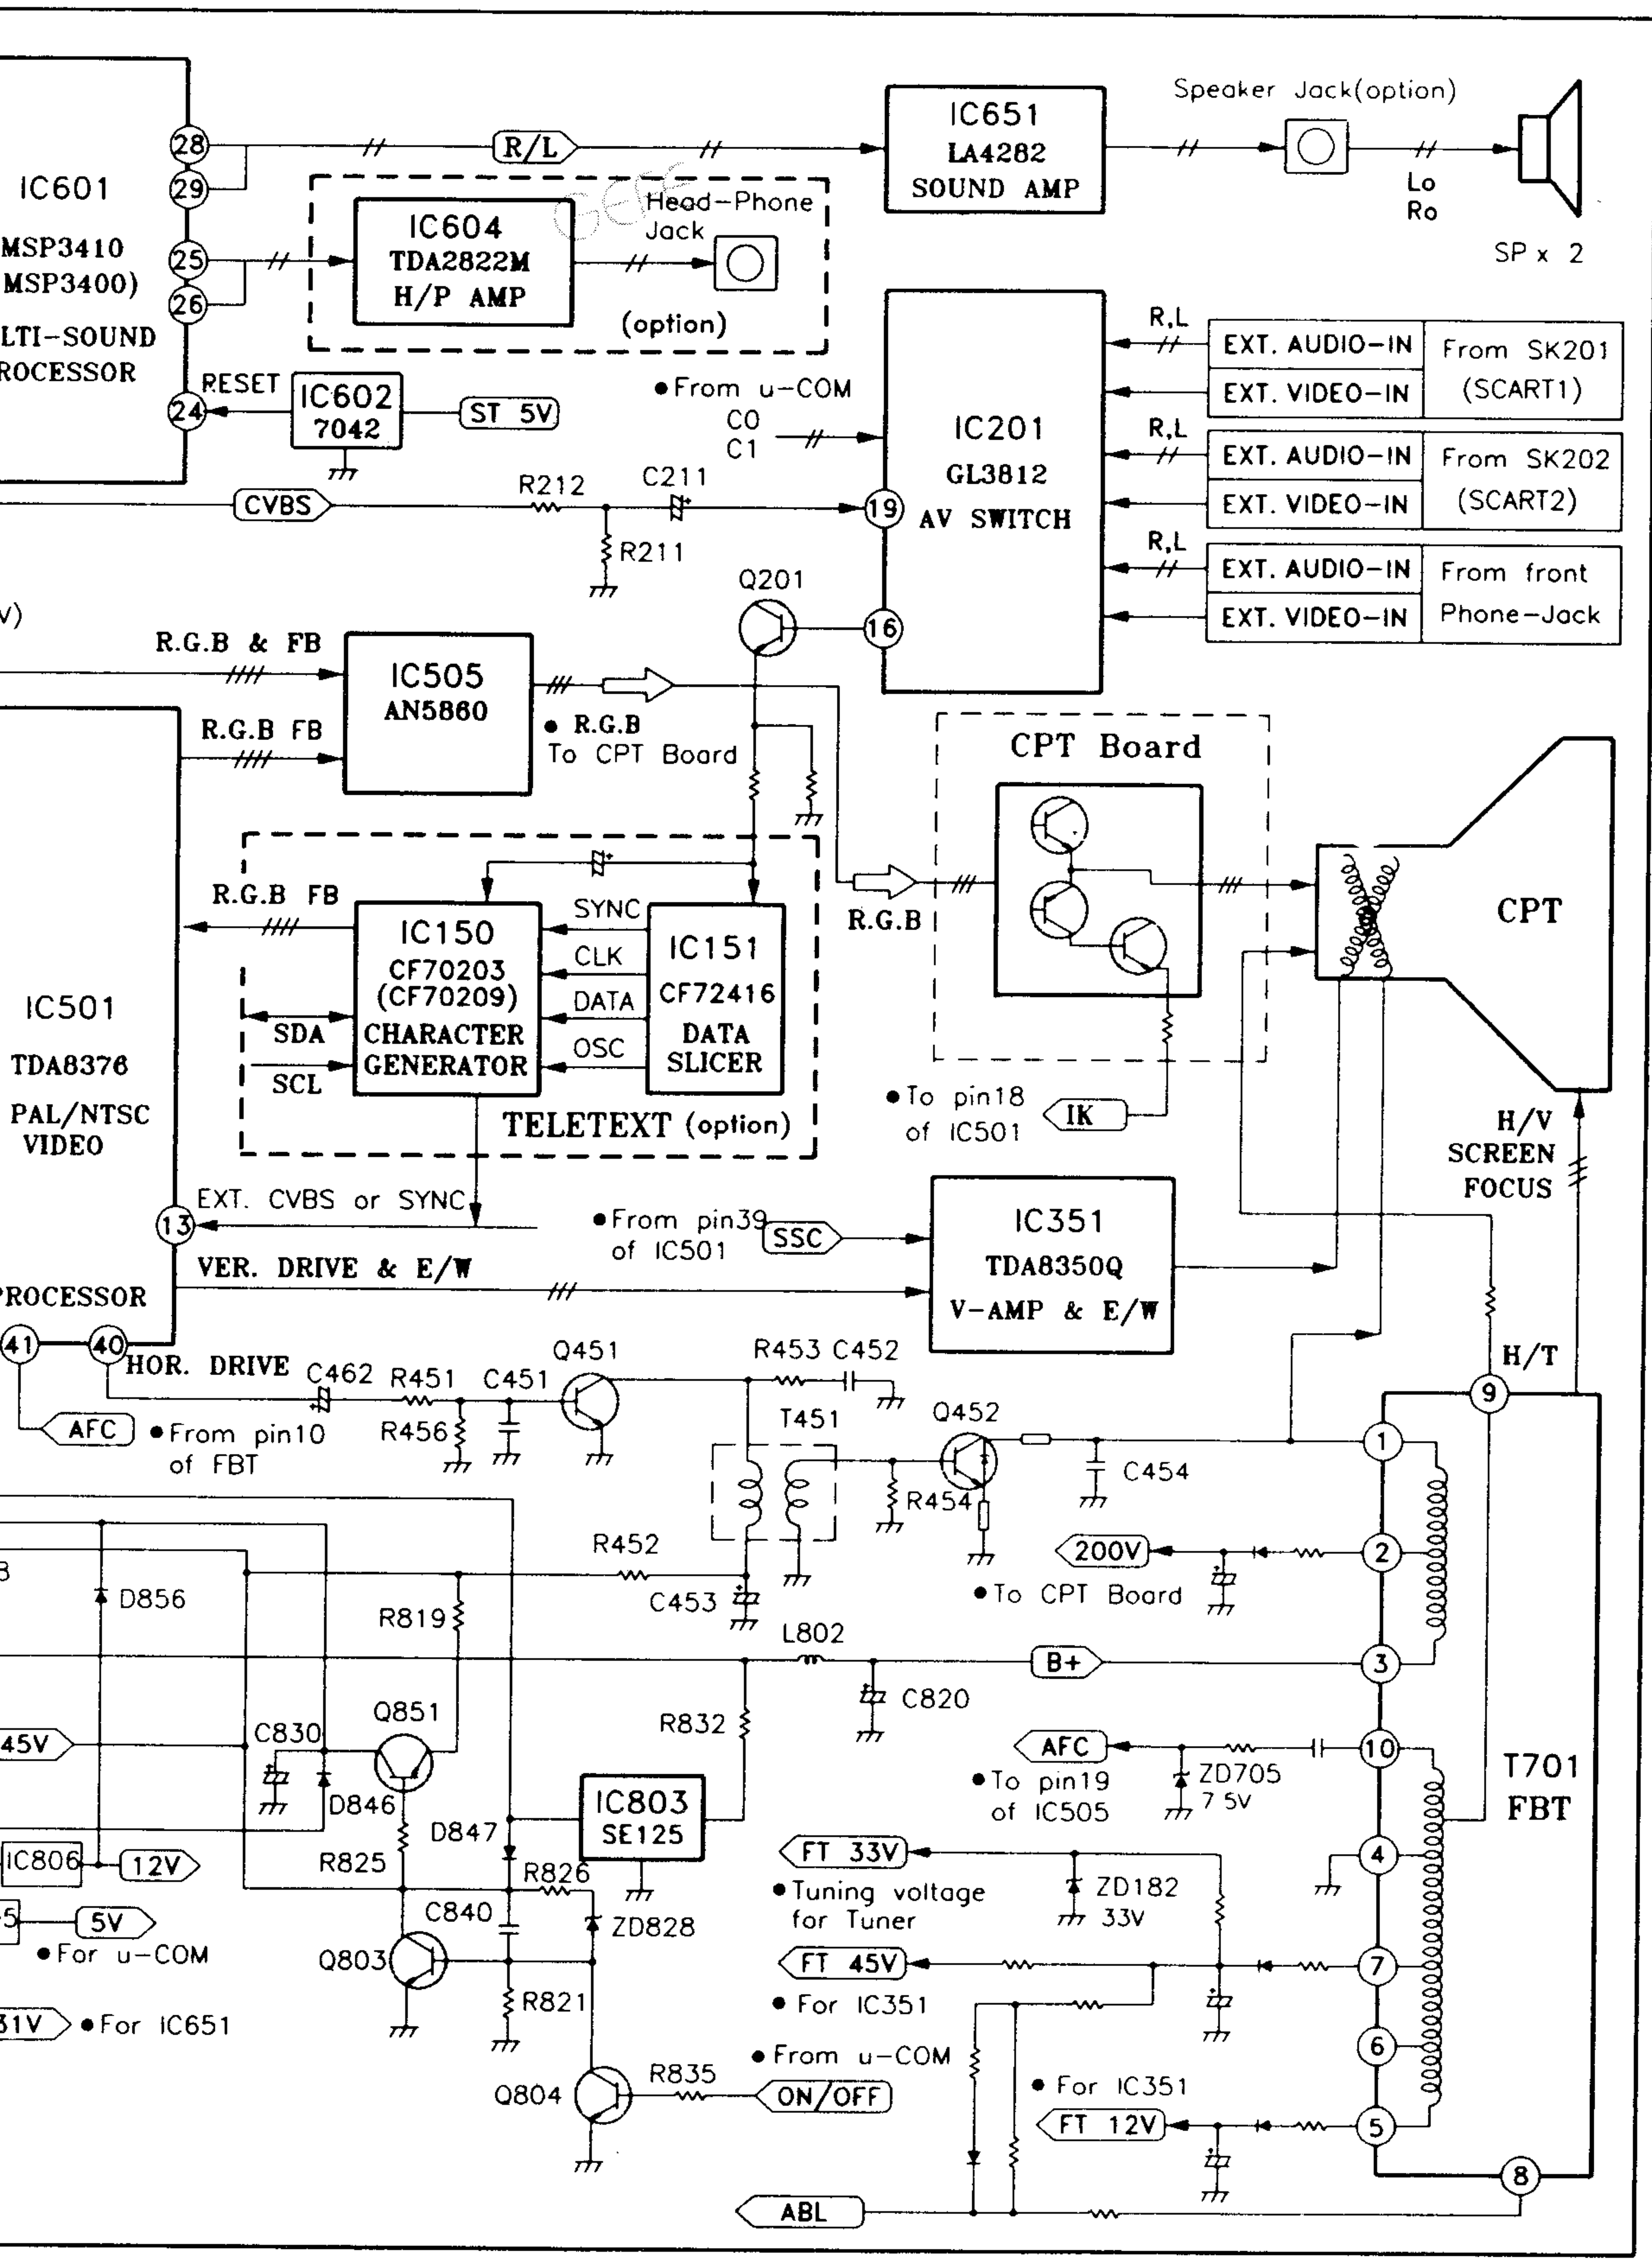 IC601
MSP3410
MSP3400)
LTI-SOUND
ROCESSOR
28
29
25
26
24
R/L
IC651
LA4282
SOUND AMP
Speaker Jack(option)
Lo
Ro
SP x 2
IC604
TDA2822M
H/P AMP
Head-Phone
Jack
(option)
RESET
IC602
7042
ST 5V
●From u-COM
C0
C1
IC201
GL3812
AV SWITCH
19
16
R,L
EXT. AUDIO-IN
EXT. VIDEO-IN
From SK201
(SCART1)
R,L
EXT. AUDIO-IN
EXT. VIDEO-IN
From SK202
(SCART2)
R,L
EXT. AUDIO-IN
EXT. VIDEO-IN
From front
Phone-Jack
CVBS
R212
C211
R211
Q201
V)
R.G.B & FB
R.G.B FB
IC505
AN5860
● R.G.B
To CPT Board
CPT Board
CPT
R.G.B
R.G.B FB
IC150
CF70203
(CF70209)
CHARACTER
GENERATOR
SYNC
CLK
DATA
OSC
IC151
CF72416
DATA
SLICER
SDA
SCL
TELETEXT (option)
IC501
TDA8376
PAL/NTSC
VIDEO
PROCESSOR
●To pin18
of IC501
IK
H/V
SCREEN
FOCUS
13
EXT. CVBS or SYNC
●From pin39
of IC501
SSC
IC351
TDA8350Q
V-AMP & E/W
VER. DRIVE & E/W
41
40
HOR. DRIVE
AFC
●From pin10
of FBT
C462
R451
C451
R456
Q451
R453
C452
T451
Q452
R454
C454
H/T
9
1
2
3
10
4
7
6
5
8
T701
FBT
200V
●To CPT Board
R452
C453
D856
R819
L802
B+
C820
R832
Q851
C830
45V
D846
AFC
●To pin19
of IC505
ZD705
7 5V
IC803
SE125
D847
R825
R826
IC806
12V
C840
ZD828
5
5V
●For u-COM
Q803
R821
31V
●For IC651
FT 33V
●Tuning voltage
for Tuner
ZD182
33V
FT 45V
● For IC351
●From u-COM
Q804
R835
ON/OFF
● For IC351
FT 12V
ABL